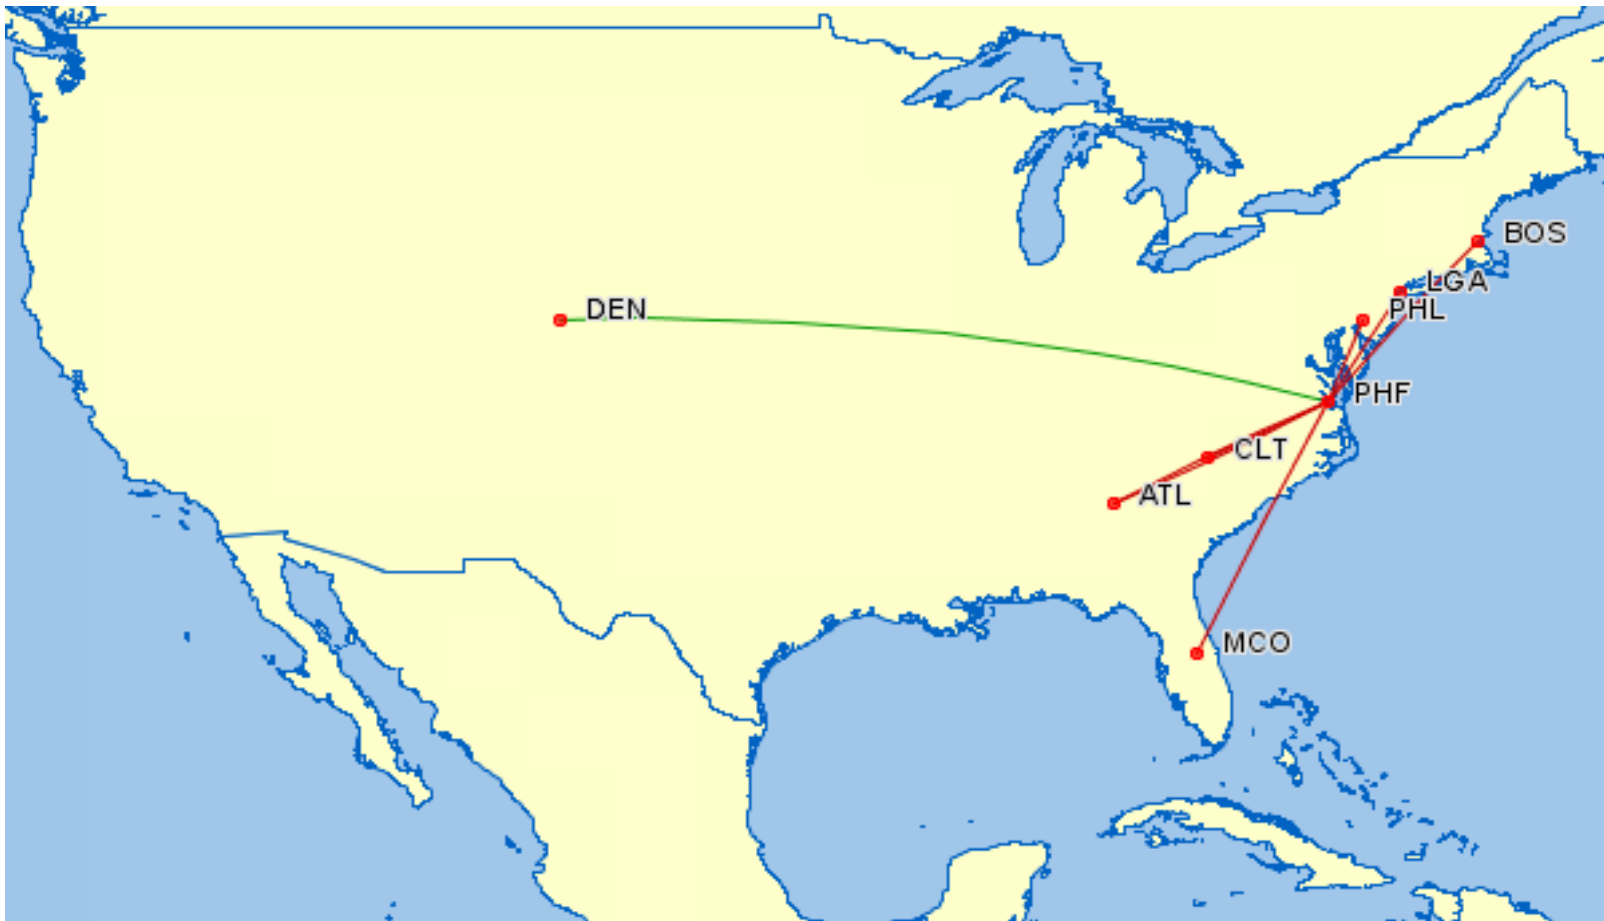 BOS
LGA
DEN
PHL
PHF
CLT
ATL
MCO